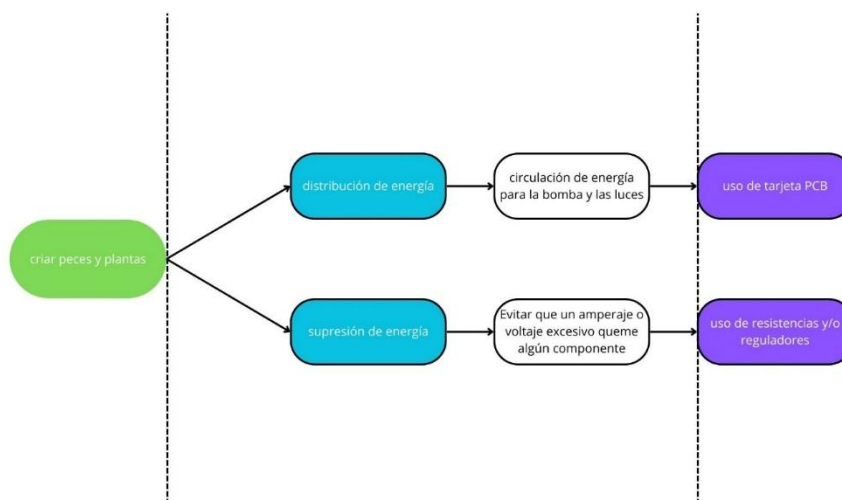 criar peces y plantas
distribución de energía
circulación de energía
para la bomba y las luces
uso de tarjeta PCB
supresión de energía
Evitar que un amperaje o
voltaje excesivo queme
algún componente
uso de resistencias y/o
reguladores